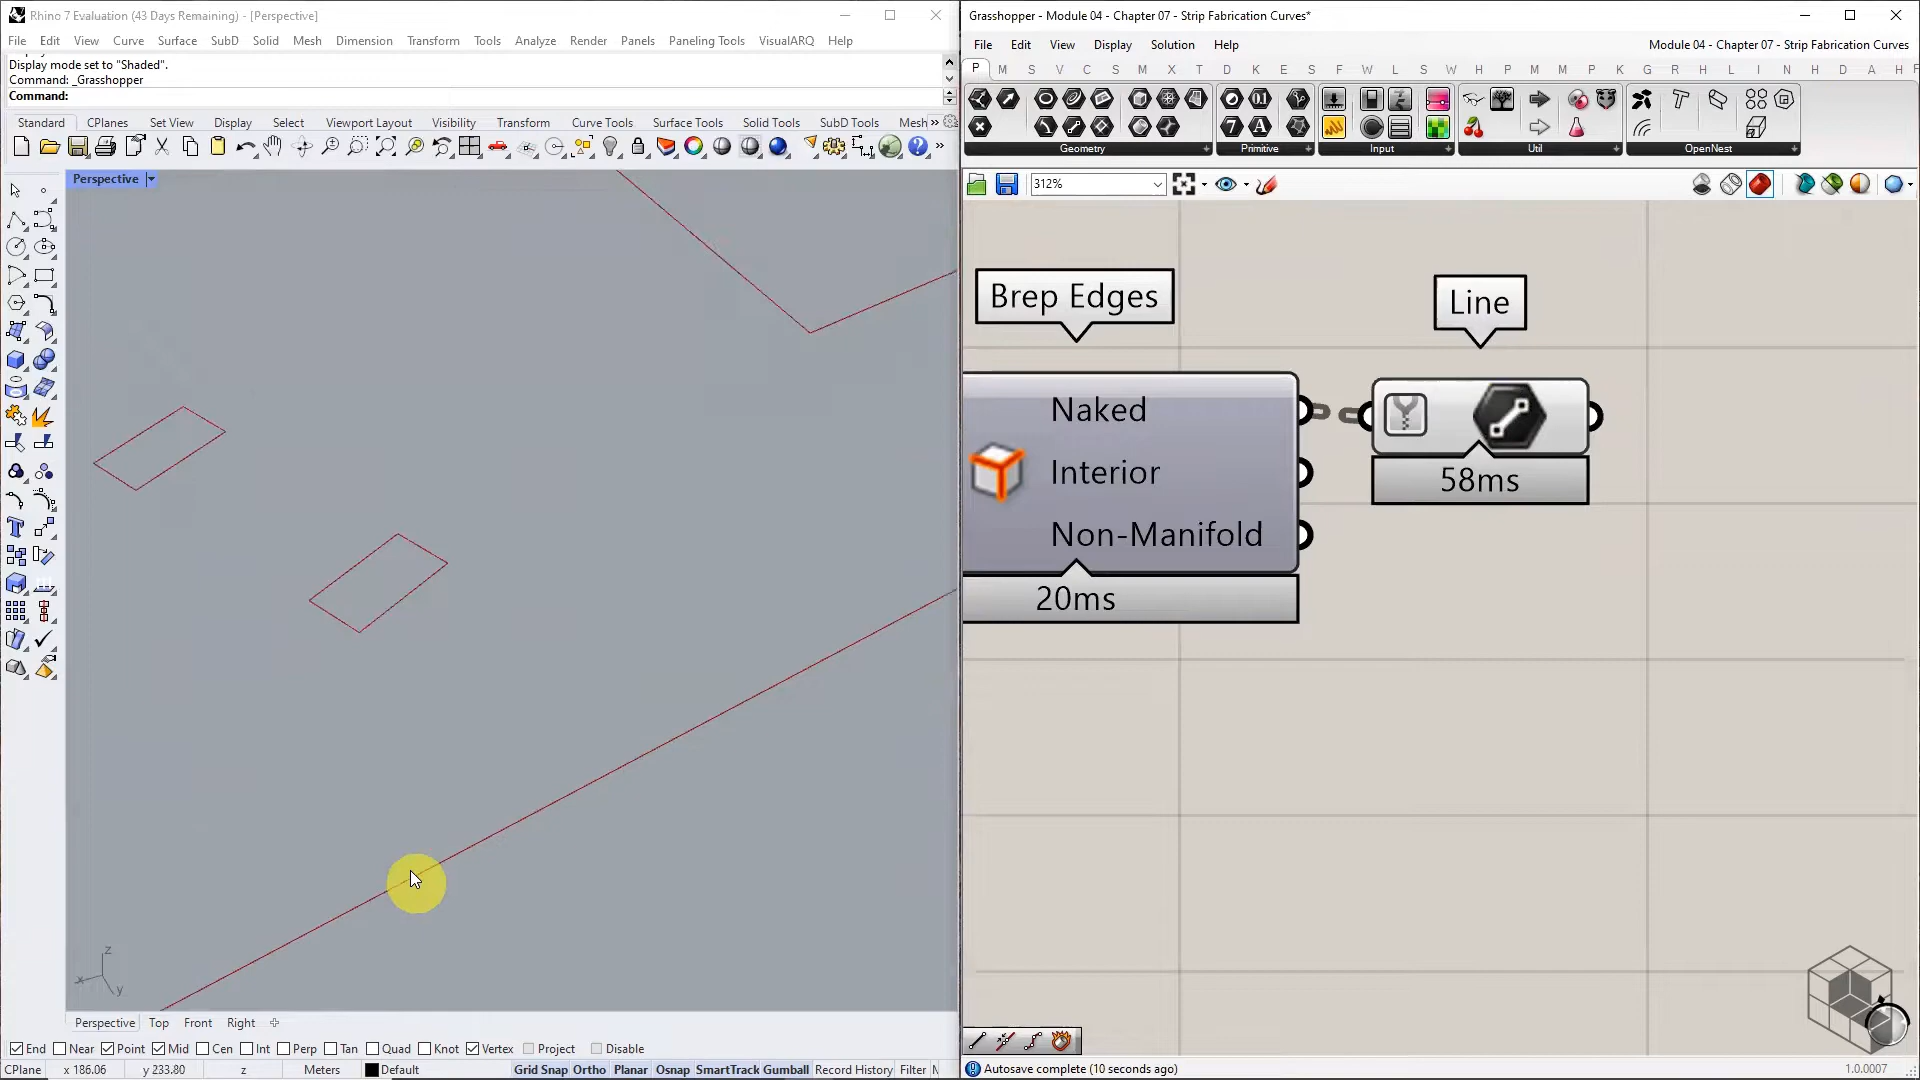 Rhino 7 Evaluation (43 Days Remaining) - [Perspective]
File Edit View Curve Surface SubD Solid Mesh Dimension Transform Tools Analyze Render Panels Paneling Tools VisualARQ Help
Display mode set to "Shaded".
Command: _Grasshopper
Command:
Standard CPlanes Set View Display Select Viewport Layout Visibility Transform Curve Tools Surface Tools Solid Tools SubD Tools Mesh »
Perspective
z
x
y
Perspective Top Front Right
End Near Point Mid Cen Int Perp Tan Quad Knot Vertex Project Disable
CPlane x 186.06 y 233.80 z Meters Default Grid Snap Ortho Planar Osnap SmartTrack Gumball Record History Filter
Grasshopper - Module 04 - Chapter 07 - Strip Fabrication Curves*
File Edit View Display Solution Help Module 04 - Chapter 07 - Strip Fabrication Curves
P M S V C S M X T D K E S F W L S W H P M M P K G R H L I N H D A H F
Geometry Primitive Input Util OpenNest
312%
Brep Edges
Line
Naked
Interior
Non-Manifold
20ms
58ms
Autosave complete (10 seconds ago) 1.0.0007